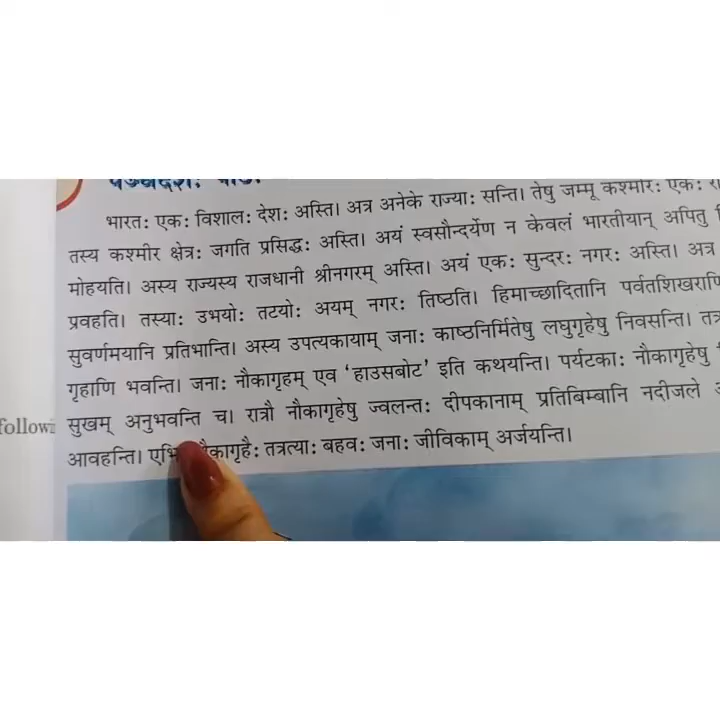 पञ्चदशः पाठः
भारतः एकः विशालः देशः अस्ति। अत्र अनेके राज्याः सन्ति। तेषु जम्मू कश्मीरः एकः
तस्य कश्मीर क्षेत्रः जगति प्रसिद्धः अस्ति। अयं स्वसौन्दर्येण न केवलं भारतीयान् अपितु
मोहयति। अस्य राज्यस्य राजधानी श्रीनगरम् अस्ति। अयं एकः सुन्दरः नगरः अस्ति। अत्र
प्रवहति। तस्याः उभयोः तटयोः अयम् नगरः तिष्ठति। हिमाच्छादितानि पर्वतशिखराणि
सुवर्णमयानि प्रतिभान्ति। अस्य उपत्यकायाम् जनाः काष्ठनिर्मितेषु लघुगृहेषु निवसन्ति। तत्र
गृहाणि भवन्ति। जनाः नौकागृहम् एव ‘हाउसबोट’ इति कथयन्ति। पर्यटकाः नौकागृहेषु
followi सुखम् अनुभवन्ति च। रात्रौ नौकागृहेषु ज्वलन्तः दीपकानाम् प्रतिबिम्बानि नदीजले
आवहन्ति। तत्रत्याः बहवः जनाः जीविकाम् अर्जयन्ति।